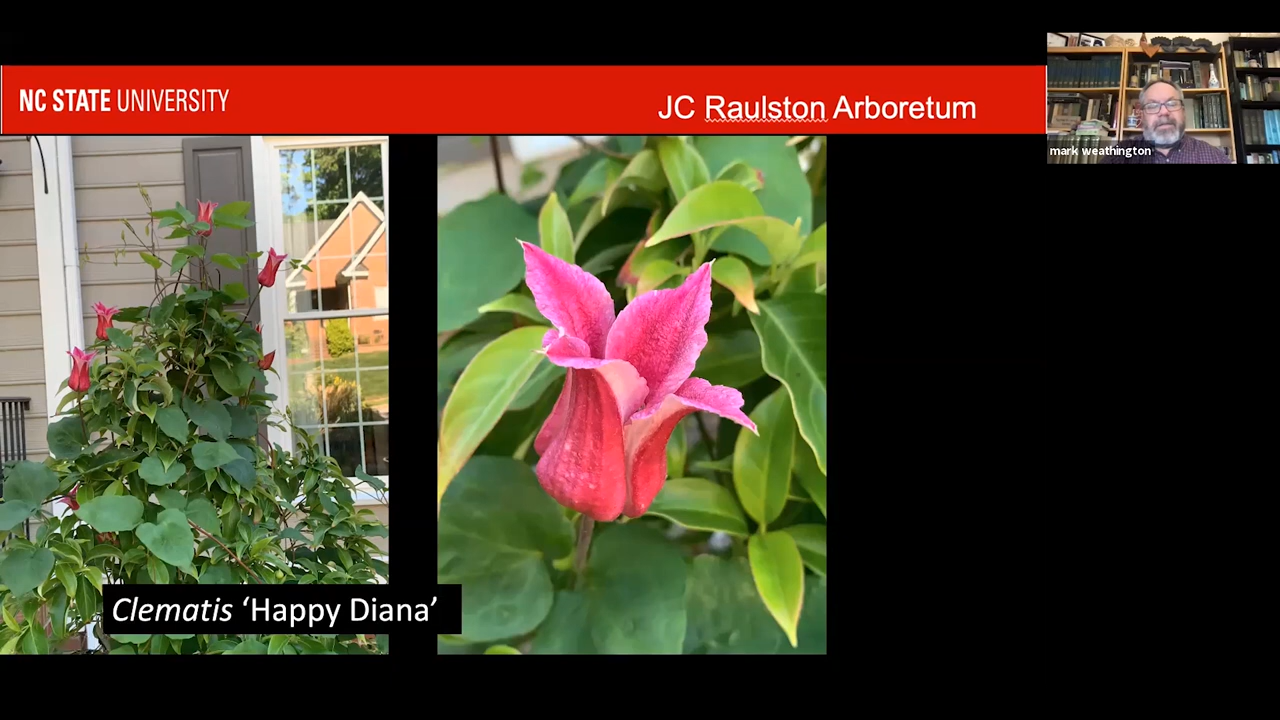 NC STATE UNIVERSITY
JC Raulston Arboretum
mark weathington
Clematis ‘Happy Diana’